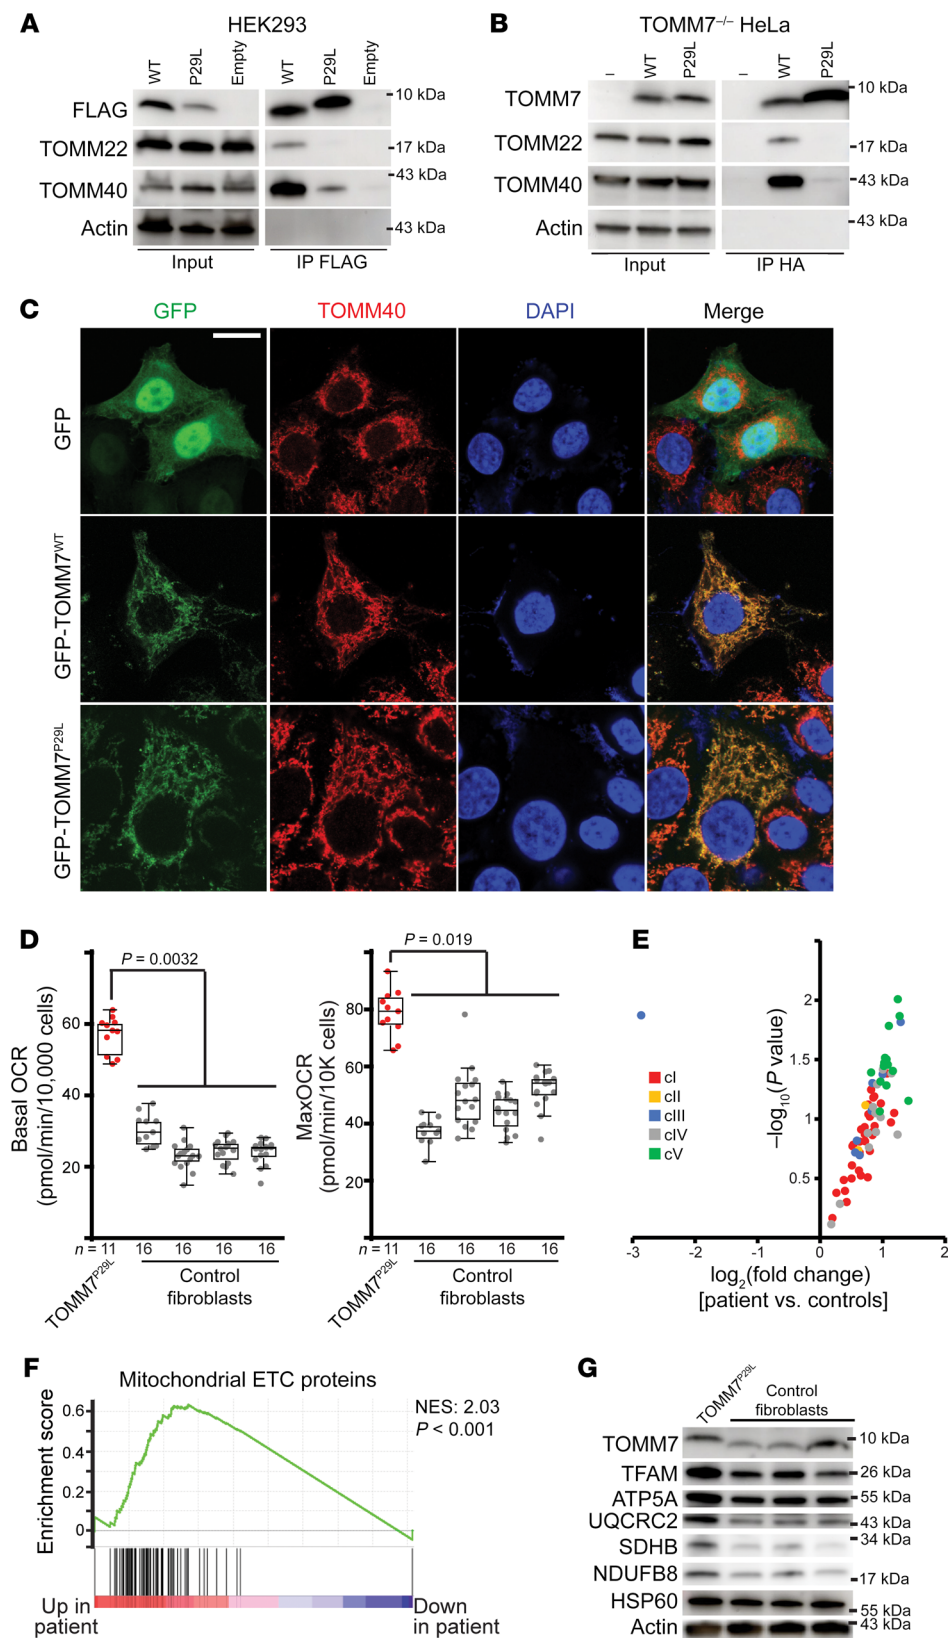 A
HEK293
WT P29L Empty WT P29L Empty
FLAG
10 kDa
TOMM22
17 kDa
TOMM40
43 kDa
Actin
43 kDa
Input
IP FLAG
B
TOMM7–/– HeLa
– WT P29L – WT P29L
TOMM7
10 kDa
TOMM22
17 kDa
TOMM40
43 kDa
Actin
43 kDa
Input
IP HA
C
GFP
TOMM40
DAPI
Merge
GFP
GFP-TOMM7WT
GFP-TOMM7P29L
D
Basal OCR
(pmol/min/10,000 cells)
P = 0.0032
60
40
20
n = 11 16 16 16 16
TOMM7P29L
Control
fibroblasts
MaxOCR
(pmol/min/10K cells)
P = 0.019
80
60
40
20
n = 11 16 16 16 16
TOMM7P29L
Control
fibroblasts
E
–log10(P value)
2
1.5
1
0.5
cI
cII
cIII
cIV
cV
-3 -2 -1 0 1 2
log2(fold change)
[patient vs. controls]
F
Mitochondrial ETC proteins
NES: 2.03
P < 0.001
Enrichment score
0.6
0.4
0.2
0
Up in
patient
Down
in patient
G
TOMM7P29L
Control
fibroblasts
TOMM7
10 kDa
TFAM
26 kDa
ATP5A
55 kDa
UQCRC2
43 kDa
SDHB
34 kDa
NDUFB8
17 kDa
HSP60
55 kDa
Actin
43 kDa